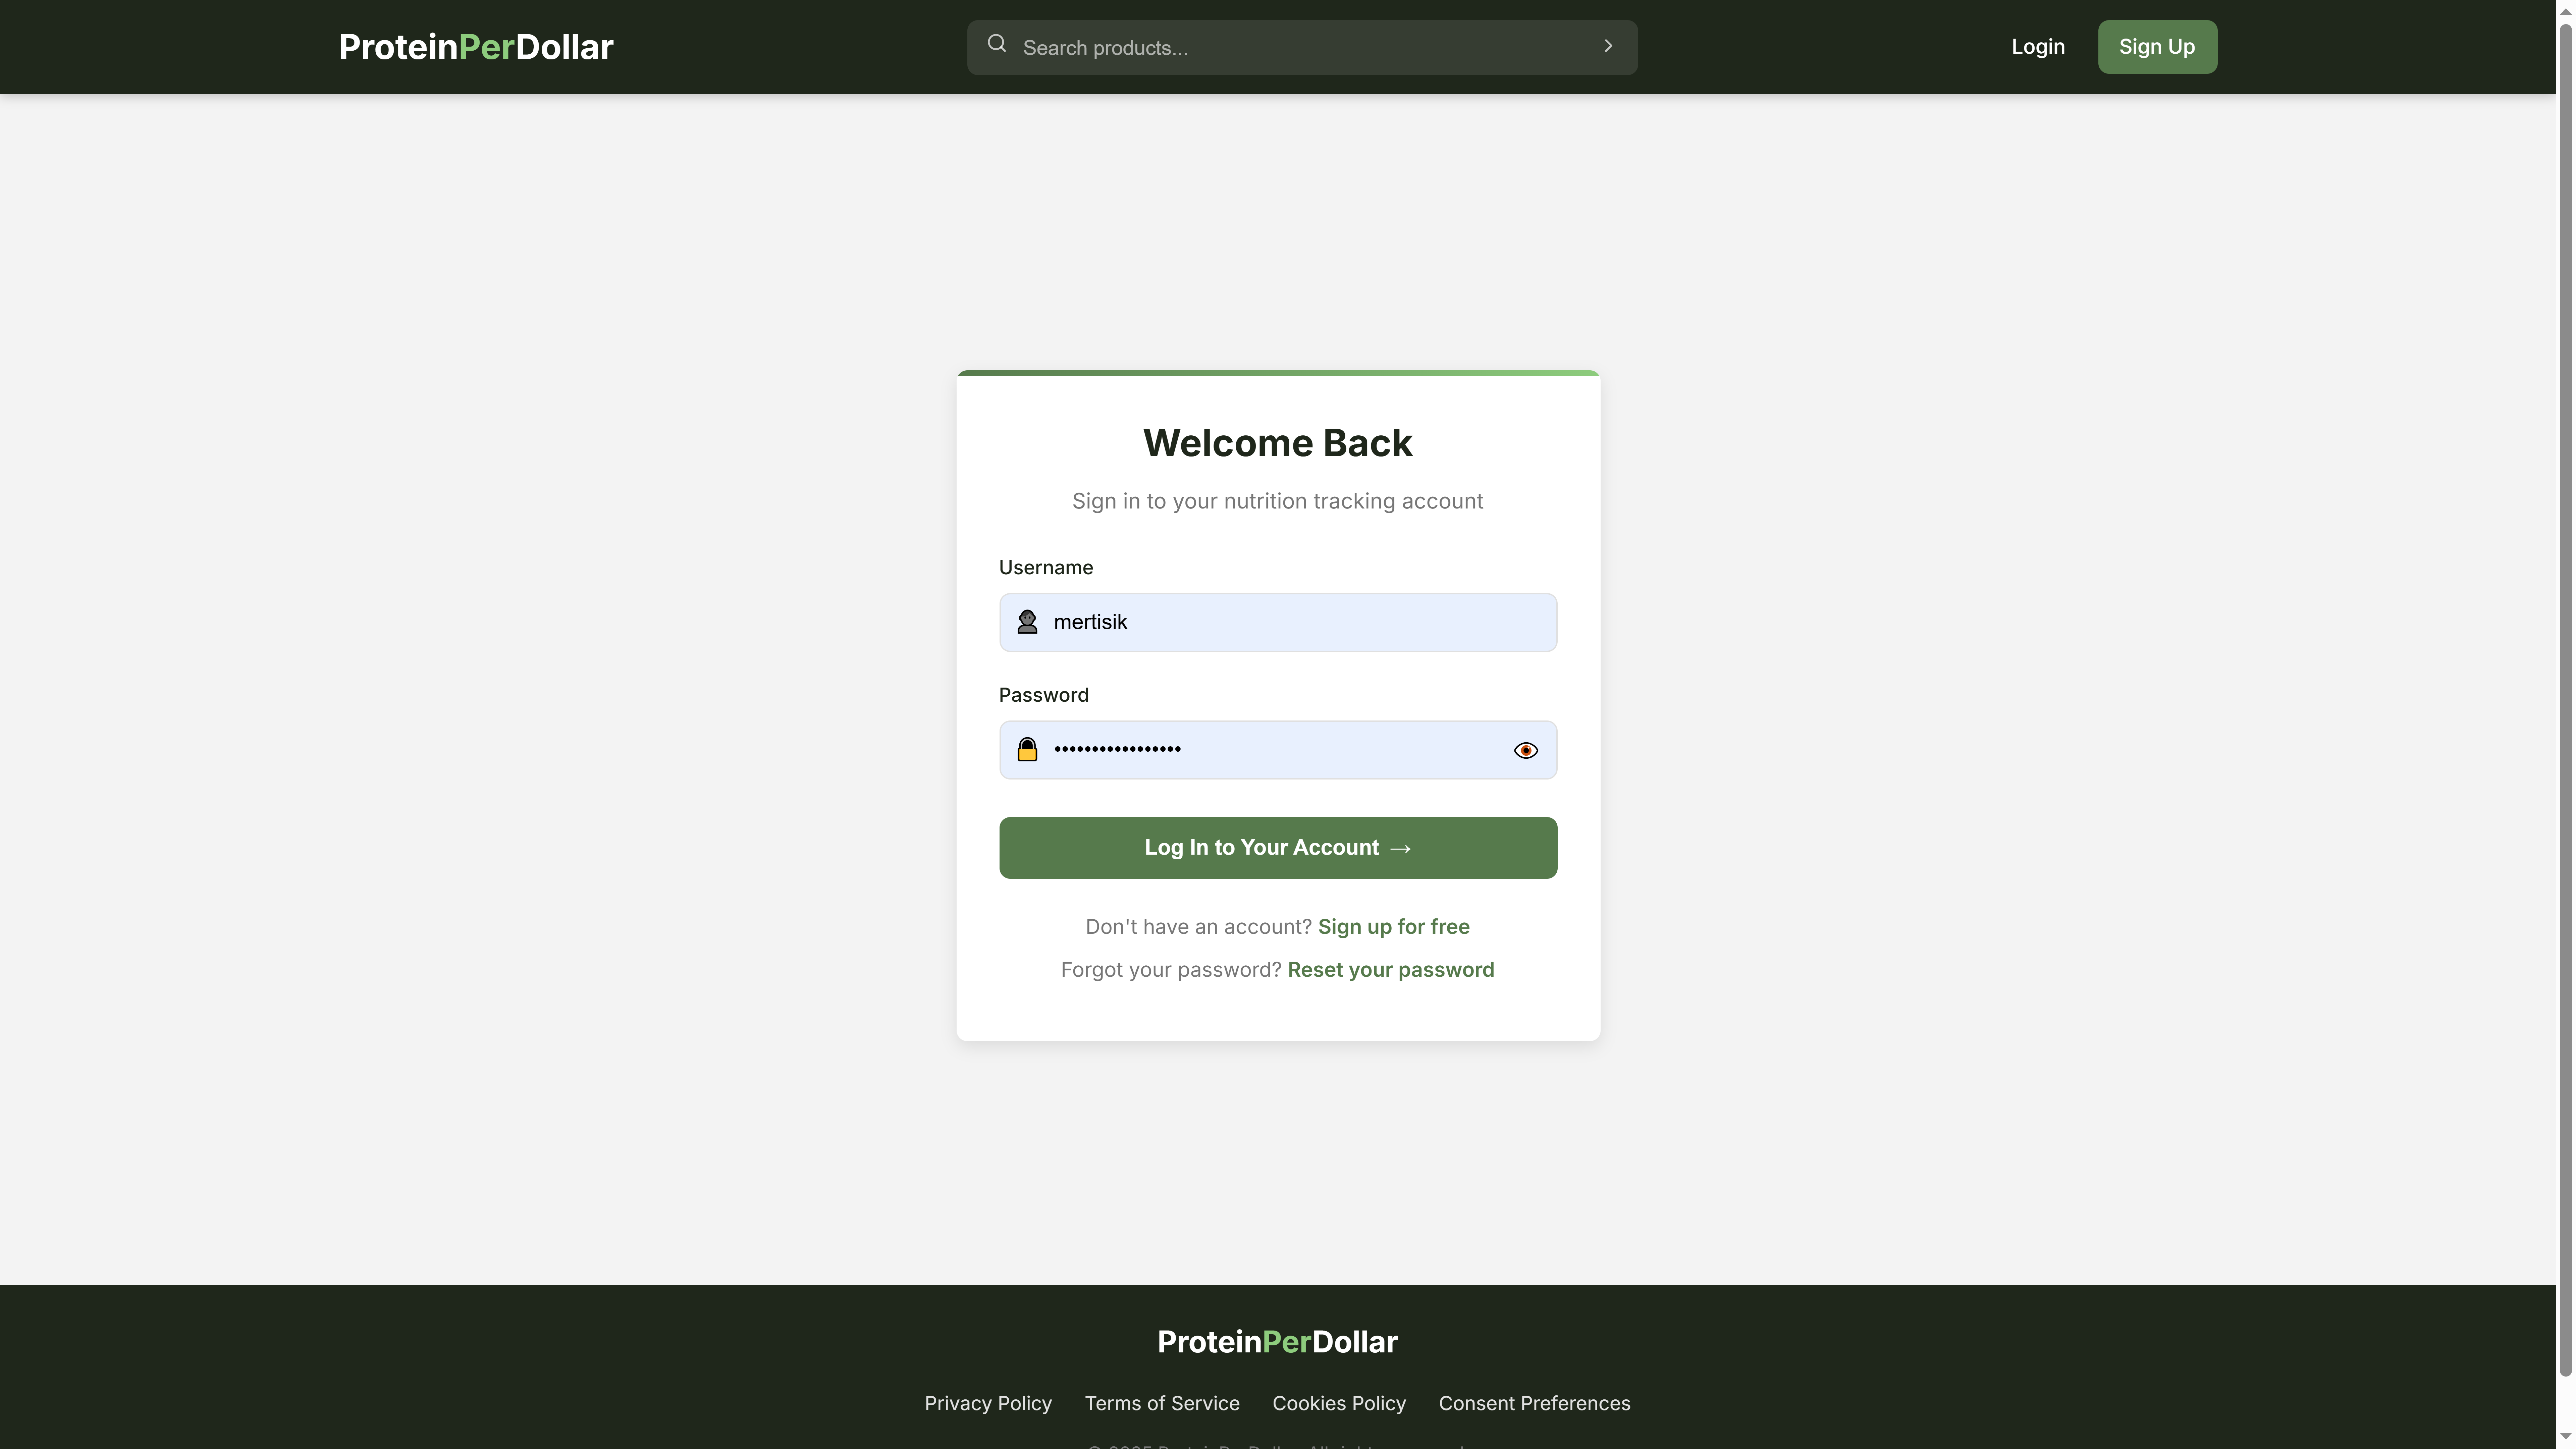 ProteinPerDollar
Search products...
Login
Sign Up
Welcome Back
Sign in to your nutrition tracking account
Username
mertisik
Password
•••••••••••••••••
Log In to Your Account →
Don't have an account? Sign up for free
Forgot your password? Reset your password
ProteinPerDollar
Privacy Policy
Terms of Service
Cookies Policy
Consent Preferences